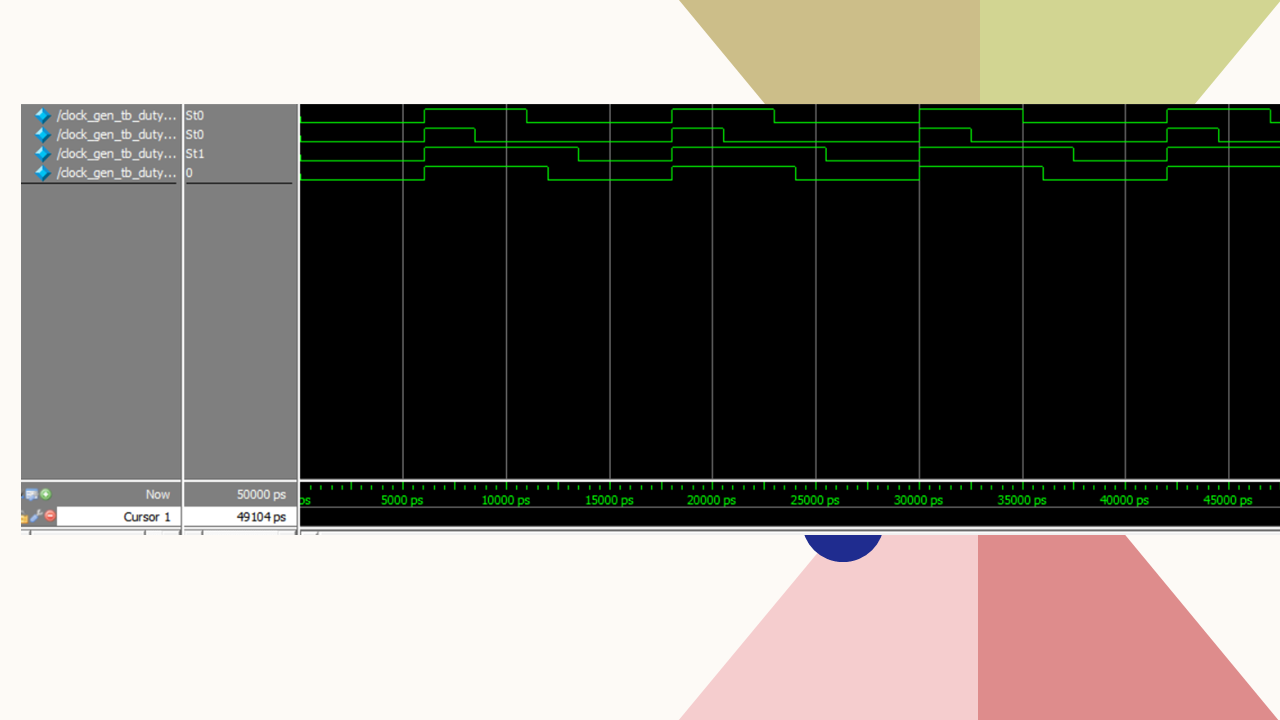 /clock_gen_tb_duty... St0
/clock_gen_tb_duty... St0
/clock_gen_tb_duty... St1
/clock_gen_tb_duty... 0
Now 50000 ps
ps 5000 ps 10000 ps 15000 ps 20000 ps 25000 ps 30000 ps 35000 ps 40000 ps 45000 ps
Cursor 1 49104 ps